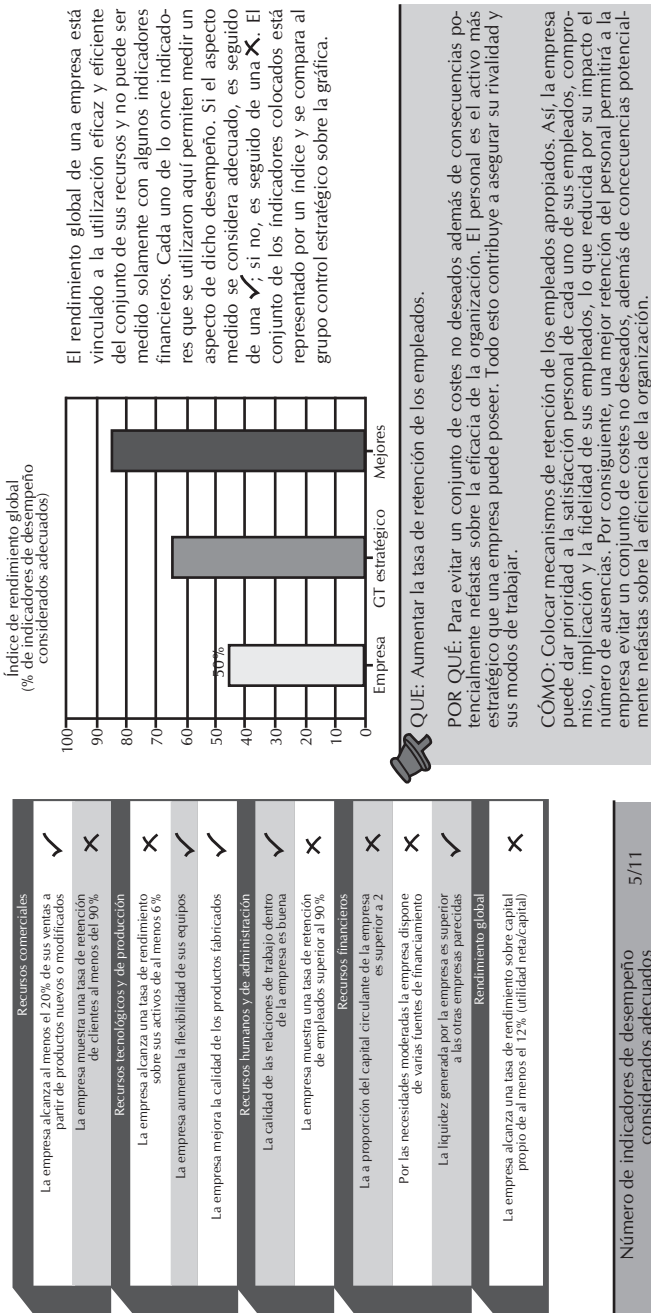 Recursos comerciales
La empresa alcanza al menos el 20% de sus ventas a
partir de productos nuevos o modificados ✓
La empresa muestra una tasa de retención
de clientes al menos del 90% ✗
Recursos tecnológicos y de producción
La empresa alcanza una tasa de rendimiento
sobre sus activos de al menos 6% ✗
La empresa aumenta la flexibilidad de sus equipos ✓
La empresa mejora la calidad de los productos fabricados ✓
Recursos humanos y de administración
La calidad de las relaciones de trabajo dentro
de la empresa es buena ✓
La empresa muestra una tasa de retención
de empleados superior al 90% ✗
Recursos financieros
La a proporción del capital circulante de la empresa
es superior a 2 ✗
Por las necesidades moderadas la empresa dispone
de varias fuentes de financiamiento ✗
La liquidez generada por la empresa es superior
a las otras empresas parecidas ✓
Rendimiento global
La empresa alcanza una tasa de rendimiento sobre capital
propio de al menos el 12% (utilidad neta/capital) ✗
Número de indicadores de desempeño
considerados adecuados
5/11
Índice de rendimiento global
(% de indicadores de desempeño
considerados adecuados)
100
90
80
70
60
50
40
30
20
10
0
50%
Empresa
GT estratégico
Mejores
El rendimiento global de una empresa está
vinculado a la utilización eficaz y eficiente
del conjunto de sus recursos y no puede ser
medido solamente con algunos indicadores
financieros. Cada uno de lo once indicado-
res que se utilizaron aquí permiten medir un
aspecto de dicho desempeño. Si el aspecto
medido se considera adecuado, es seguido
de una ✓; si no, es seguido de una ✗. El
conjunto de los índicadores colocados está
representado por un índice y se compara al
grupo control estratégico sobre la gráfica.
QUE: Aumentar la tasa de retención de los empleados.
POR QUÉ: Para evitar un conjunto de costes no deseados además de consecuencias po-
tencialmente nefastas sobre la eficacia de la organización. El personal es el activo más
estratégico que una empresa puede poseer. Todo esto contribuye a asegurar su rivalidad y
sus modos de trabajar.
CÓMO: Colocar mecanismos de retención de los empleados apropiados. Así, la empresa
puede dar prioridad a la satisfacción personal de cada uno de sus empleados, compro-
miso, implicación y la fidelidad de sus empleados, lo que reducida por su impacto el
número de ausencias. Por consiguiente, una mejor retención del personal permitirá a la
empresa evitar un conjunto de costes no deseados, además de concecuencias potencial-
mente nefastas sobre la eficiencia de la organización.